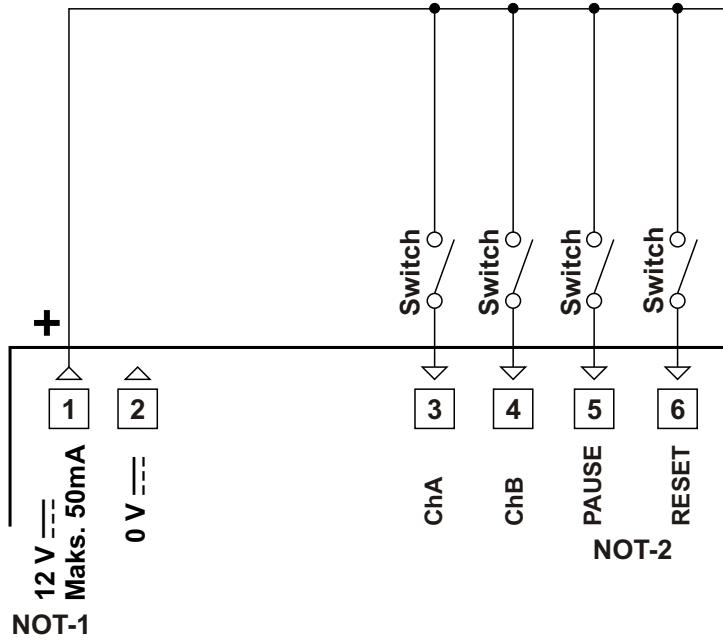 Switch
Switch
Switch
Switch
+
1
2
3
4
5
6
12 V
Maks. 50mA
0 V
ChA
ChB
PAUSE
RESET
NOT-1
NOT-2